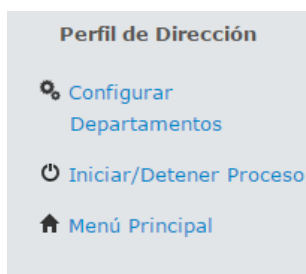 Perfil de Dirección
Configurar
Departamentos
Iniciar/Detener Proceso
Menú Principal